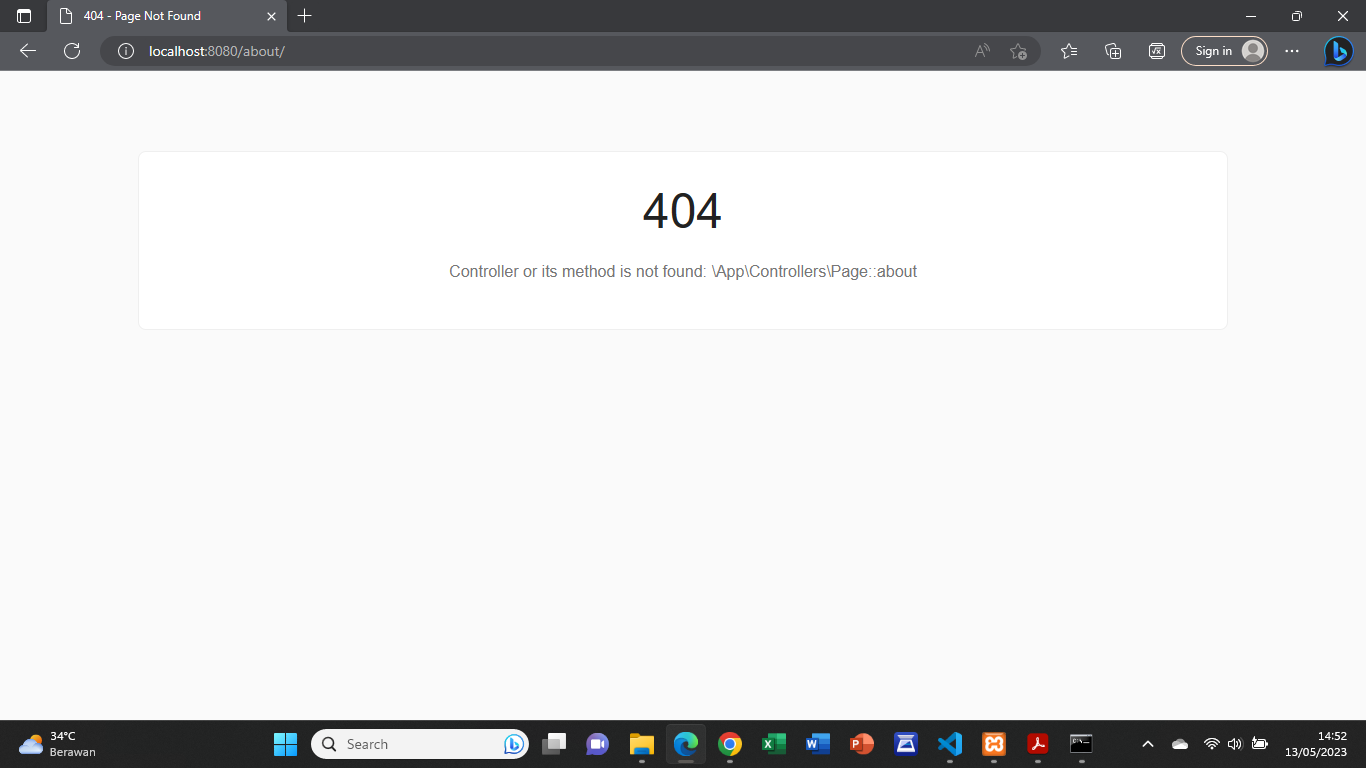 404 - Page Not Found
localhost:8080/about/
Sign in
404
Controller or its method is not found: \App\Controllers\Page::about
34°C
Berawan
Search
14:52
13/05/2023